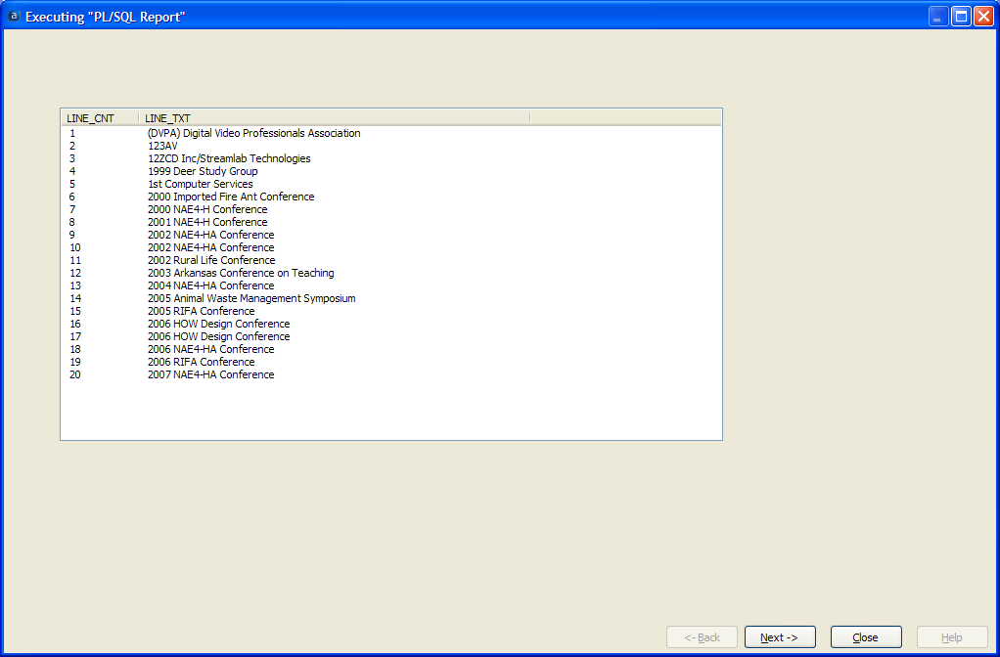 a Executing "PL/SQL Report"
LINE_CNT LINE_TXT
1 (DVPA) Digital Video Professionals Association
2 123AV
3 12ZCD Inc/Streamlab Technologies
4 1999 Deer Study Group
5 1st Computer Services
6 2000 Imported Fire Ant Conference
7 2000 NAE4-H Conference
8 2001 NAE4-H Conference
9 2002 NAE4-HA Conference
10 2002 NAE4-HA Conference
11 2002 Rural Life Conference
12 2003 Arkansas Conference on Teaching
13 2004 NAE4-HA Conference
14 2005 Animal Waste Management Symposium
15 2005 RIFA Conference
16 2006 HOW Design Conference
17 2006 HOW Design Conference
18 2006 NAE4-HA Conference
19 2006 RIFA Conference
20 2007 NAE4-HA Conference
<- Back Next -> Close Help